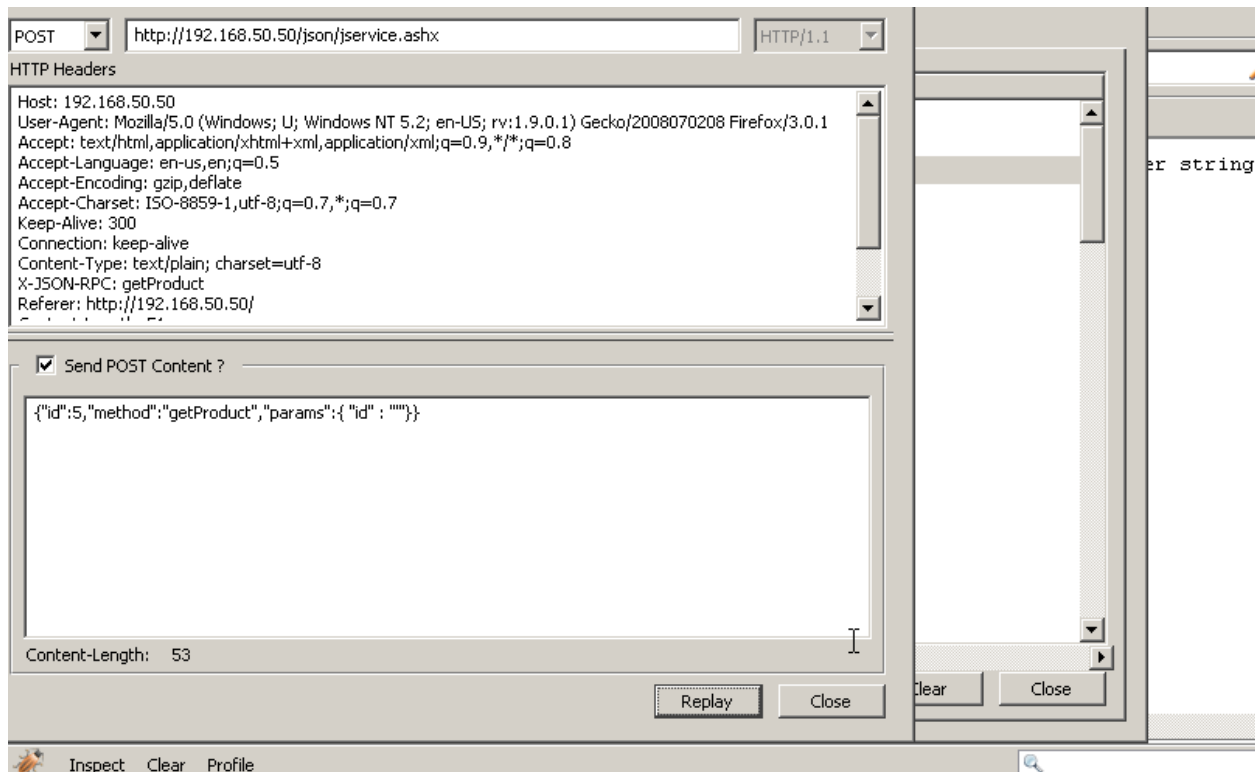 POST
http://192.168.50.50/json/jservice.ashx
HTTP/1.1
HTTP Headers
Host: 192.168.50.50
User-Agent: Mozilla/5.0 (Windows; U; Windows NT 5.2; en-US; rv:1.9.0.1) Gecko/2008070208 Firefox/3.0.1
Accept: text/html,application/xhtml+xml,application/xml;q=0.9,*/*;q=0.8
Accept-Language: en-us,en;q=0.5
Accept-Encoding: gzip,deflate
Accept-Charset: ISO-8859-1,utf-8;q=0.7,*;q=0.7
Keep-Alive: 300
Connection: keep-alive
Content-Type: text/plain; charset=utf-8
X-JSON-RPC: getProduct
Referer: http://192.168.50.50/
Send POST Content ?
{"id":5,"method":"getProduct","params":{ "id" : ""'"}}
Content-Length: 53
Replay
Close
Clear
Close
er string
Inspect Clear Profile